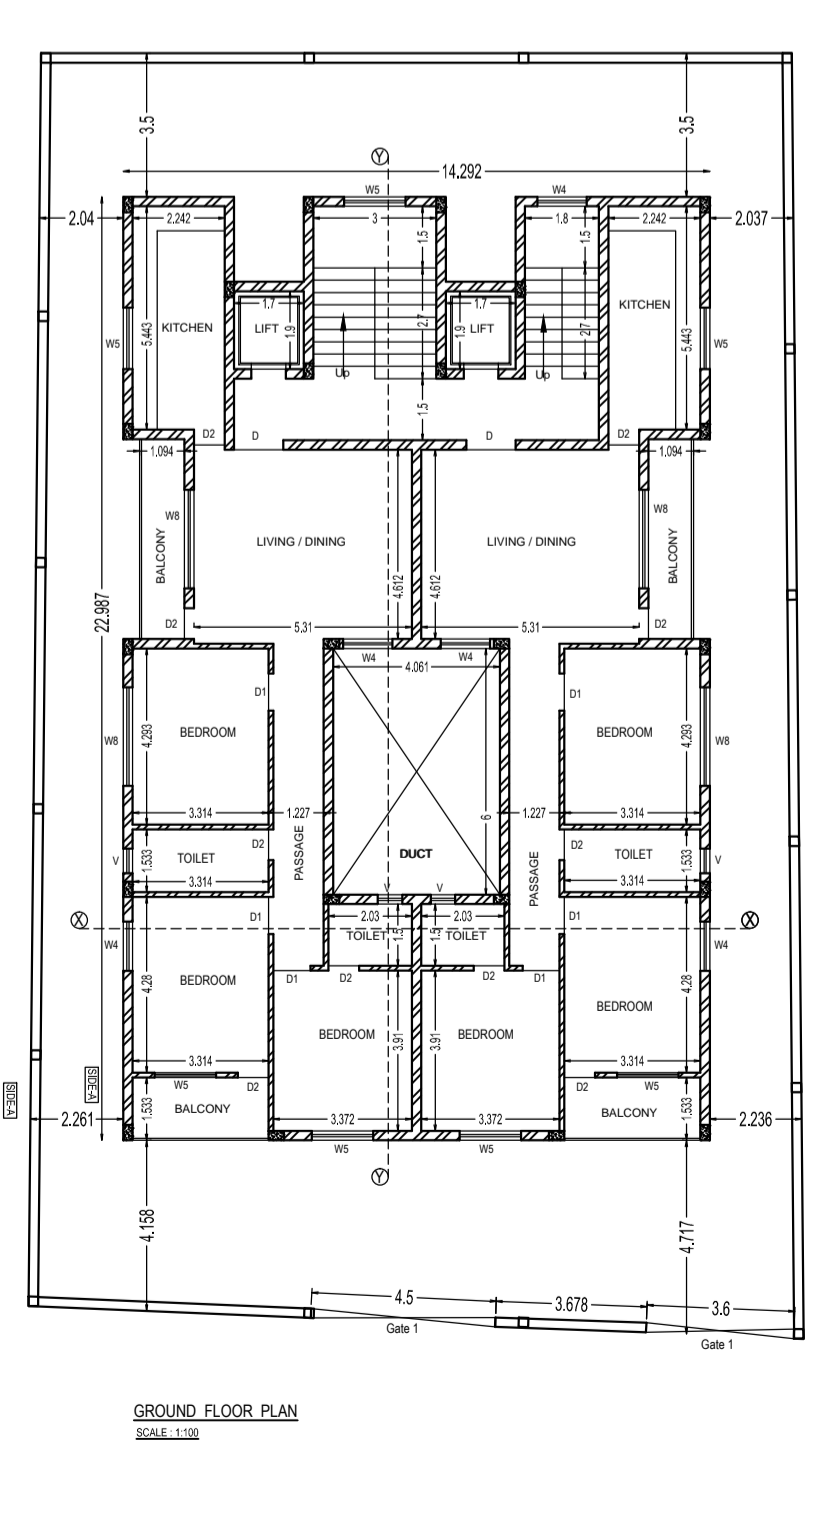 3.5
3.5
Y
14.292
W5
W4
2.04
2.242
3
1.8
2.242
2.037
1.5
1.5
1.7
1.7
KITCHEN
LIFT
1.9
2.7
1.9
LIFT
2.7
KITCHEN
W5
5.443
5.443
W5
Up
Up
1.5
D2
D
D
D2
1.094
1.094
W8
W8
BALCONY
LIVING / DINING
LIVING / DINING
BALCONY
4.612
4.612
22.987
D2
5.31
5.31
D2
W4
4.061
W4
D1
D1
BEDROOM
BEDROOM
W8
4.293
4.293
W8
3.314
1.227
6
1.227
3.314
PASSAGE
DUCT
PASSAGE
V
1.533
TOILET
D2
D2
TOILET
1.533
V
3.314
3.314
V
V
X
D1
2.03
2.03
D1
X
W4
TOILET
1.5
1.5
TOILET
W4
BEDROOM
4.28
D1
D2
D2
D1
4.28
BEDROOM
BEDROOM
3.91
3.91
BEDROOM
3.314
3.314
SIDE-A
SIDE-A
W5
D2
D2
W5
1.533
BALCONY
BALCONY
1.533
2.261
3.372
3.372
2.236
W5
W5
Y
4.158
4.717
4.5
3.678
3.6
Gate 1
Gate 1
GROUND FLOOR PLAN
SCALE : 1:100